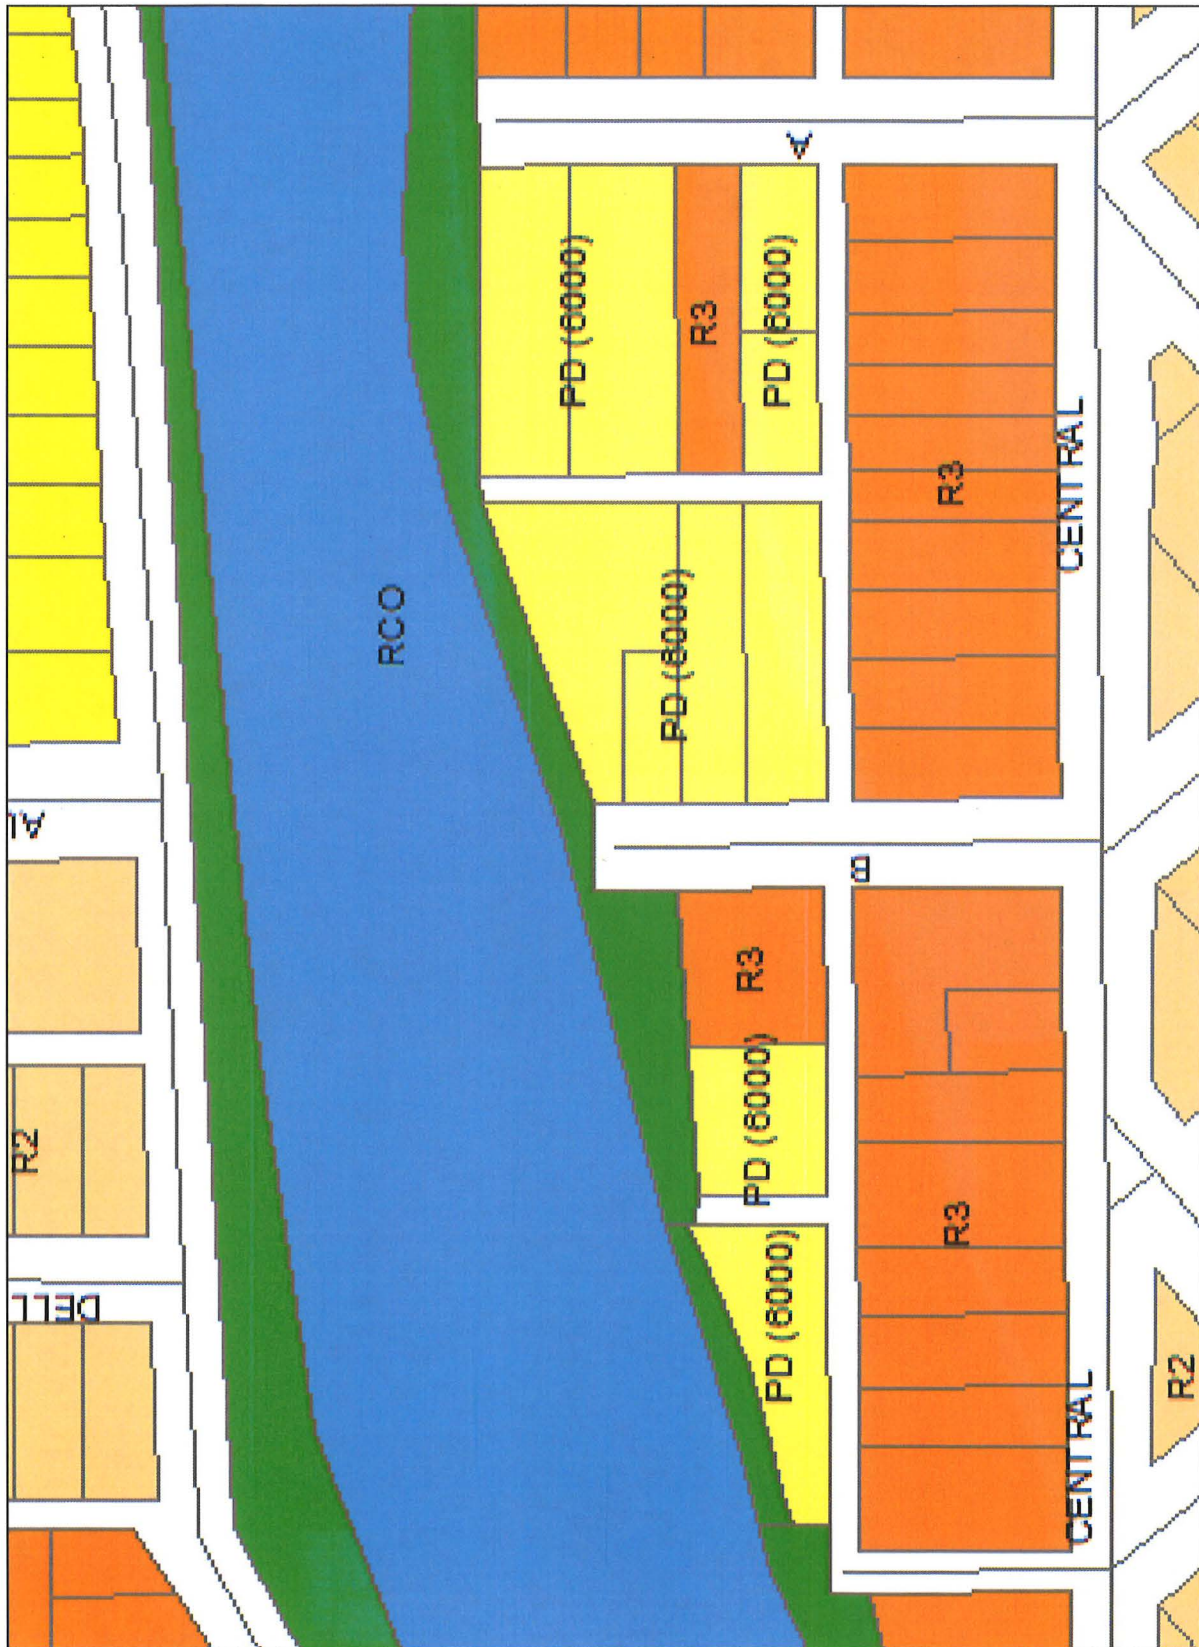 A
PD (6000)
R3
PD (6000)
R3
CENTRAL
RCO
PD (6000)
B
R3
PD (6000)
R2
R3
DELL
PD (6000)
CENTRAL
R2